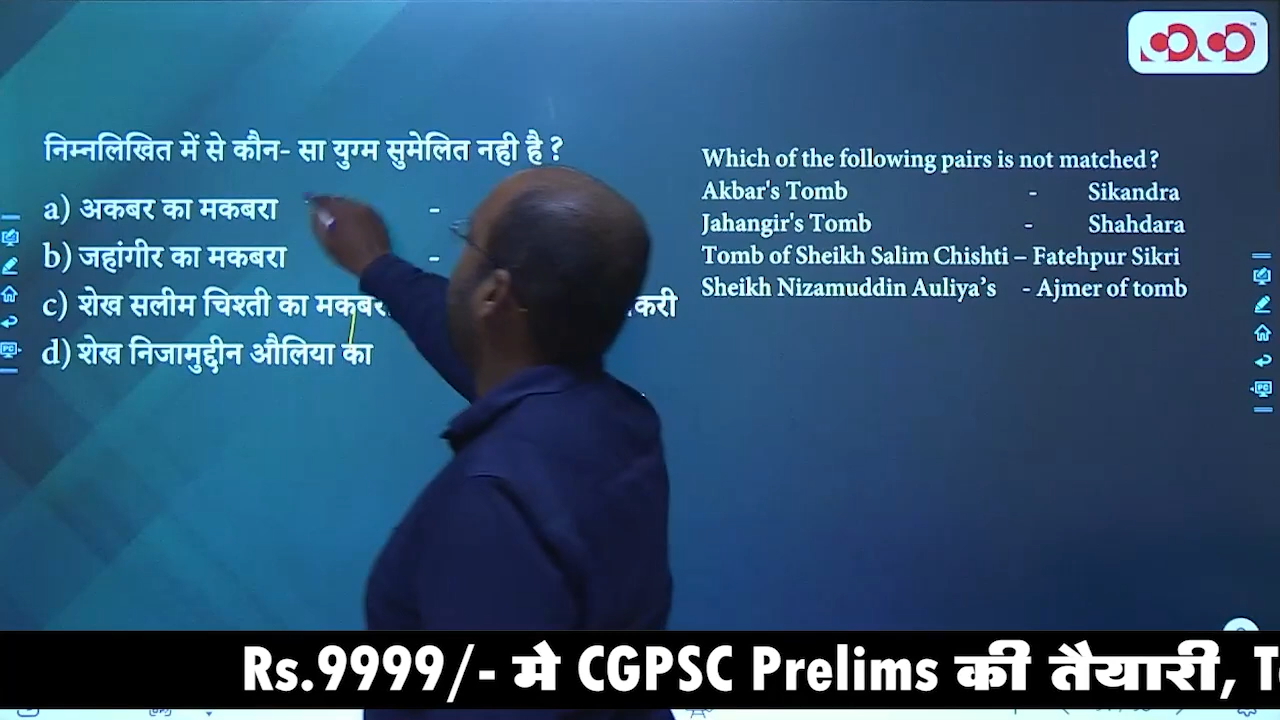 निम्नलिखित में से कौन- सा युग्म सुमेलित नही है ?
a) अकबर का मकबरा -
b) जहांगीर का मकबरा -
c) शेख सलीम चिश्ती का
d) शेख निजामुद्दीन औलिया का
Which of the following pairs is not matched?
Akbar's Tomb - Sikandra
Jahangir's Tomb - Shahdara
Tomb of Sheikh Salim Chishti – Fatehpur Sikri
Sheikh Nizamuddin Auliya’s - Ajmer of tomb
Rs.9999/- मे CGPSC Prelims की तैयारी,